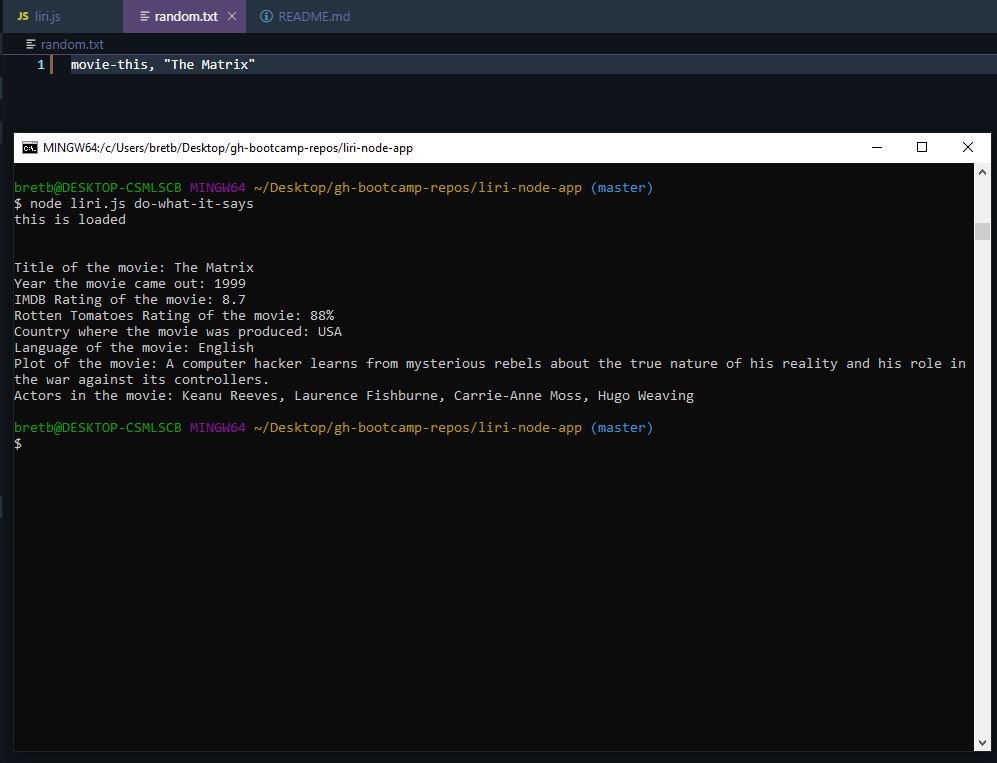 JS liri.js random.txt README.md
random.txt
1 movie-this, "The Matrix"
MINGW64:/c/Users/bretb/Desktop/gh-bootcamp-repos/liri-node-app
bretb@DESKTOP-CSMLSCB MINGW64 ~/Desktop/gh-bootcamp-repos/liri-node-app (master)
$ node liri.js do-what-it-says
this is loaded
Title of the movie: The Matrix
Year the movie came out: 1999
IMDB Rating of the movie: 8.7
Rotten Tomatoes Rating of the movie: 88%
Country where the movie was produced: USA
Language of the movie: English
Plot of the movie: A computer hacker learns from mysterious rebels about the true nature of his reality and his role in
the war against its controllers.
Actors in the movie: Keanu Reeves, Laurence Fishburne, Carrie-Anne Moss, Hugo Weaving
bretb@DESKTOP-CSMLSCB MINGW64 ~/Desktop/gh-bootcamp-repos/liri-node-app (master)
$